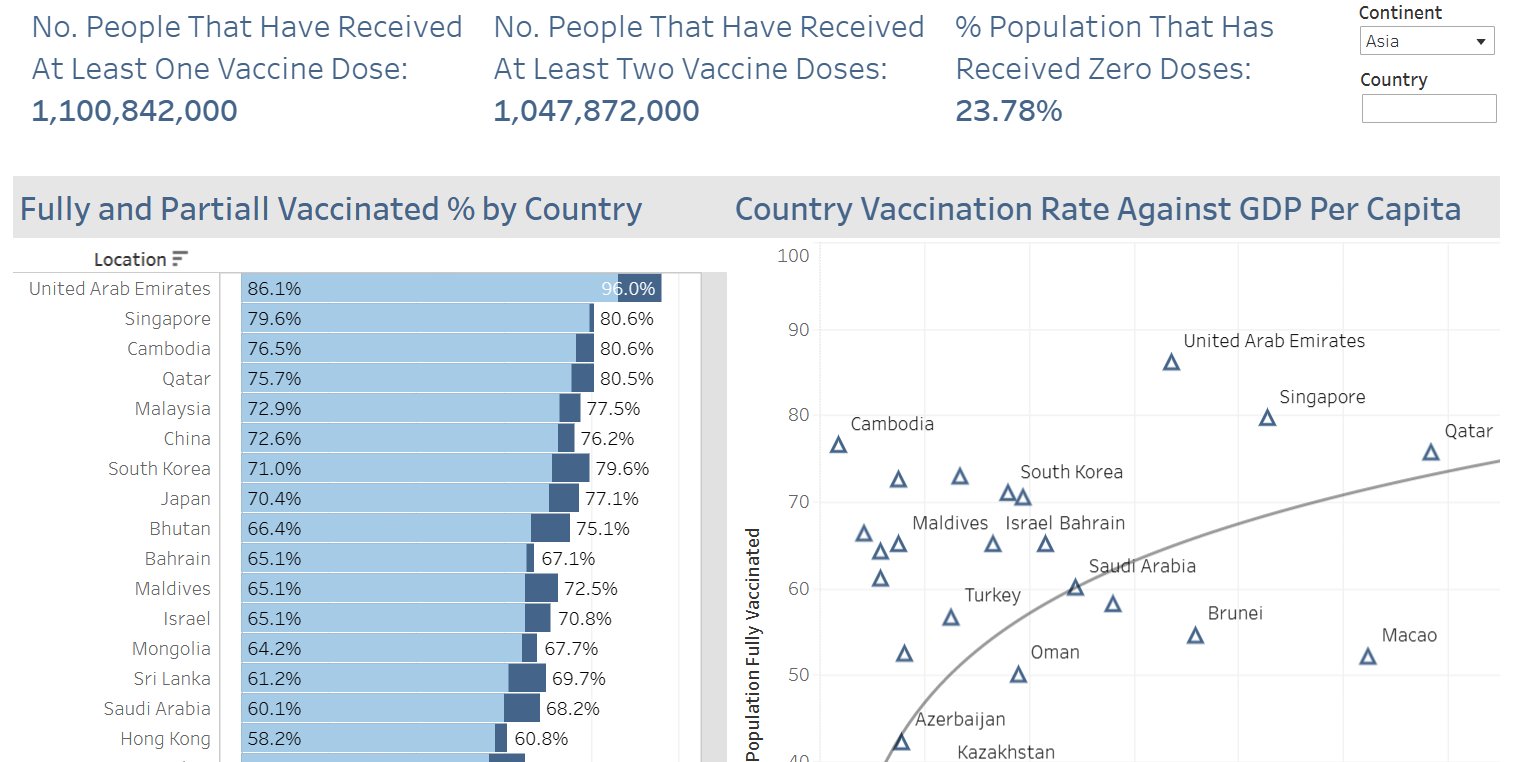 No. People That Have Received
At Least One Vaccine Dose:
1,100,842,000
No. People That Have Received
At Least Two Vaccine Doses:
1,047,872,000
% Population That Has
Received Zero Doses:
23.78%
Continent
Asia
Country
Fully and Partiall Vaccinated % by Country
Location
United Arab Emirates 86.1% 96.0%
Singapore 79.6% 80.6%
Cambodia 76.5% 80.6%
Qatar 75.7% 80.5%
Malaysia 72.9% 77.5%
China 72.6% 76.2%
South Korea 71.0% 79.6%
Japan 70.4% 77.1%
Bhutan 66.4% 75.1%
Bahrain 65.1% 67.1%
Maldives 65.1% 72.5%
Israel 65.1% 70.8%
Mongolia 64.2% 67.7%
Sri Lanka 61.2% 69.7%
Saudi Arabia 60.1% 68.2%
Hong Kong 58.2% 60.8%
Country Vaccination Rate Against GDP Per Capita
Population Fully Vaccinated
100
90
80
70
60
50
40
United Arab Emirates
Singapore
Cambodia
Qatar
South Korea
Maldives
Israel
Bahrain
Saudi Arabia
Turkey
Brunei
Macao
Oman
Azerbaijan
Kazakhstan